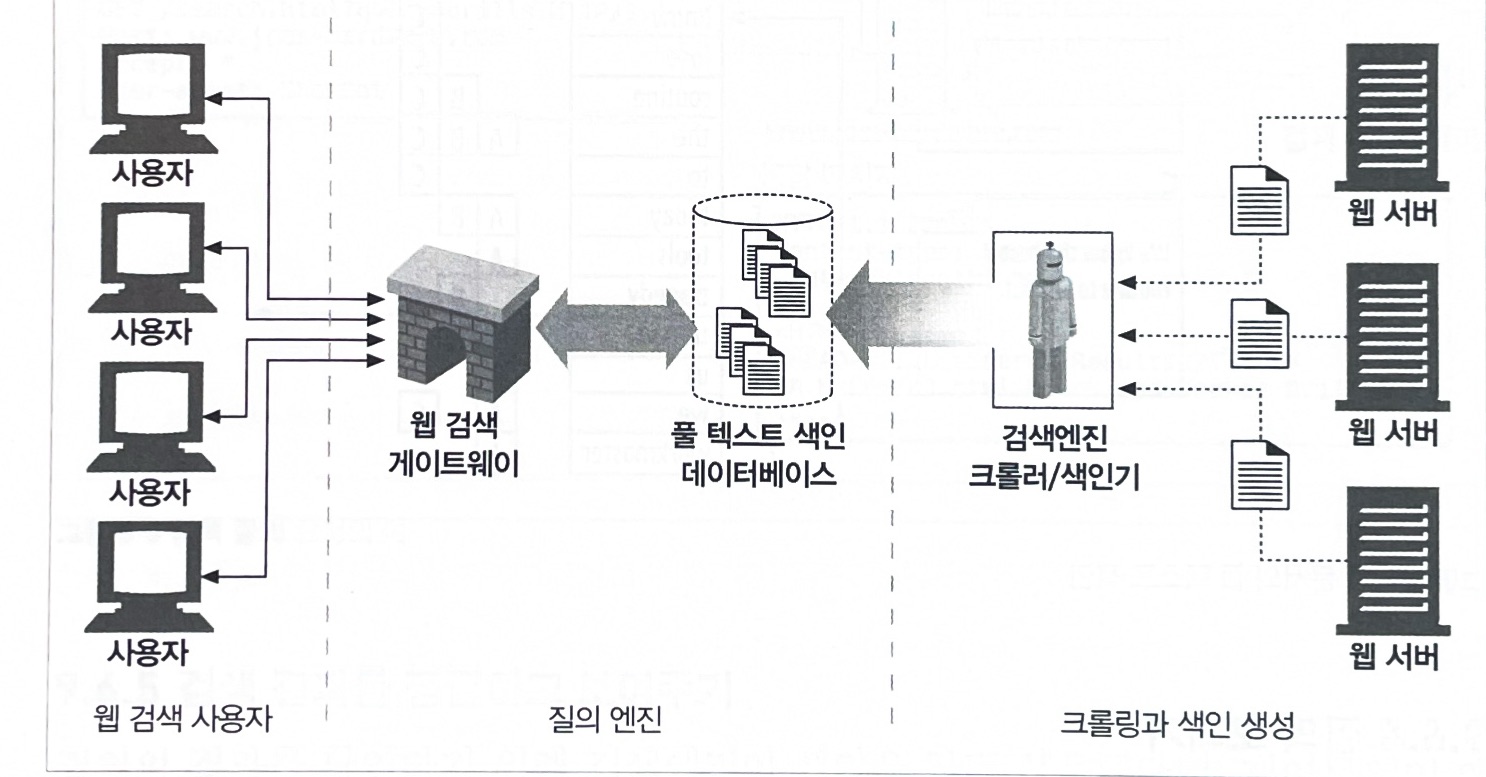 사용자
사용자
사용자
사용자
웹 검색
게이트웨이
풀 텍스트 색인
데이터베이스
검색엔진
크롤러/색인기
웹 서버
웹 서버
웹 서버
웹 검색 사용자
질의 엔진
크롤링과 색인 생성